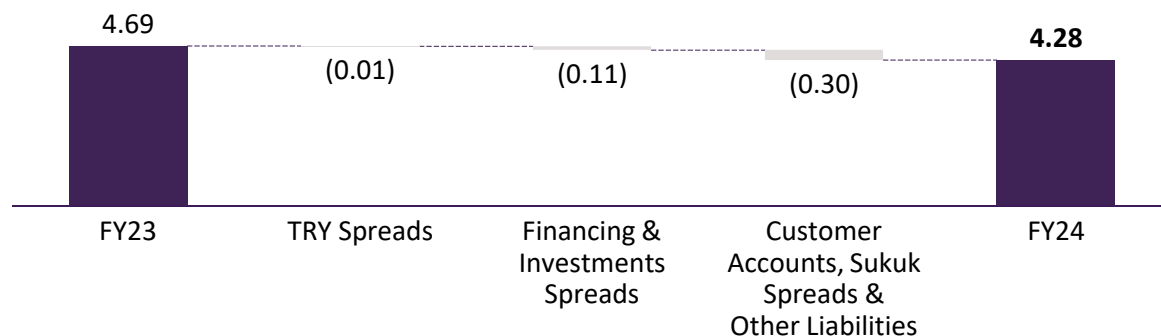 4.69
(0.01)
(0.11)
(0.30)
4.28
FY23
TRY Spreads
Financing &
Investments
Spreads
Customer
Accounts, Sukuk
Spreads &
Other Liabilities
FY24